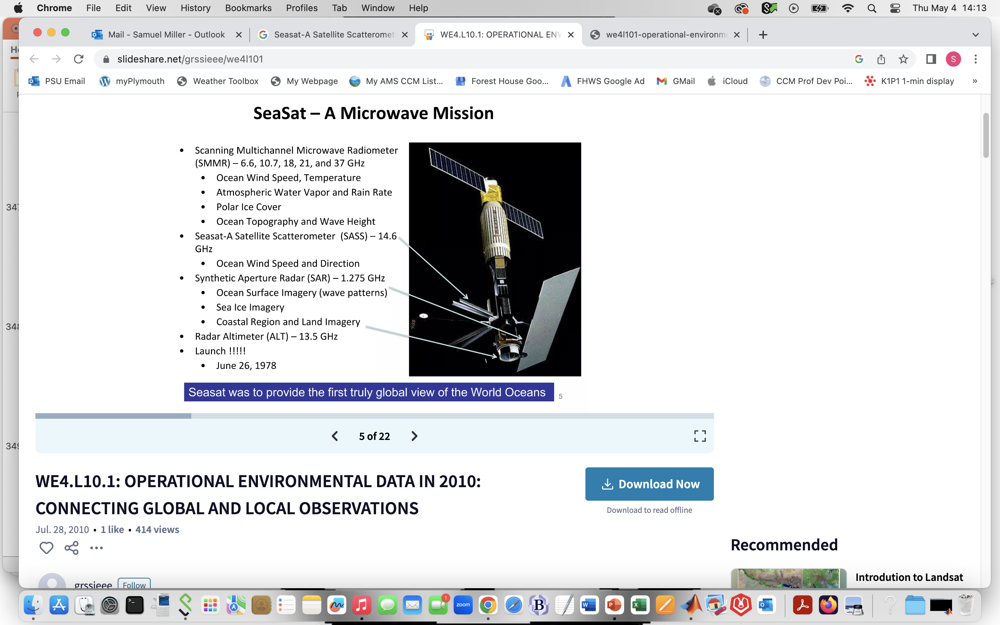 Chrome File Edit View History Bookmarks Profiles Tab Window Help Thu May 4 14:13
Mail - Samuel Miller - Outlook Seasat-A Satellite Scatteromet WE4.L10.1: OPERATIONAL ENV we4l101-operational-environme
slideshare.net/grssieee/we4l101 S
PSU Email myPlymouth Weather Toolbox My Webpage My AMS CCM List... Forest House Goo... FHWS Google Ad GMail iCloud CCM Prof Dev Poi... K1P1 1-min display »
SeaSat – A Microwave Mission
• Scanning Multichannel Microwave Radiometer
(SMMR) – 6.6, 10.7, 18, 21, and 37 GHz
• Ocean Wind Speed, Temperature
• Atmospheric Water Vapor and Rain Rate
• Polar Ice Cover
• Ocean Topography and Wave Height
• Seasat-A Satellite Scatterometer (SASS) – 14.6
GHz
• Ocean Wind Speed and Direction
• Synthetic Aperture Radar (SAR) – 1.275 GHz
• Ocean Surface Imagery (wave patterns)
• Sea Ice Imagery
• Coastal Region and Land Imagery
• Radar Altimeter (ALT) – 13.5 GHz
• Launch !!!!!
• June 26, 1978
Seasat was to provide the first truly global view of the World Oceans 5
5 of 22
WE4.L10.1: OPERATIONAL ENVIRONMENTAL DATA IN 2010:
CONNECTING GLOBAL AND LOCAL OBSERVATIONS
Download Now
Download to read offline
Jul. 28, 2010 • 1 like • 414 views
Recommended
Introdution to Landsat
grssieee Follow
347
348
349
1
zoom